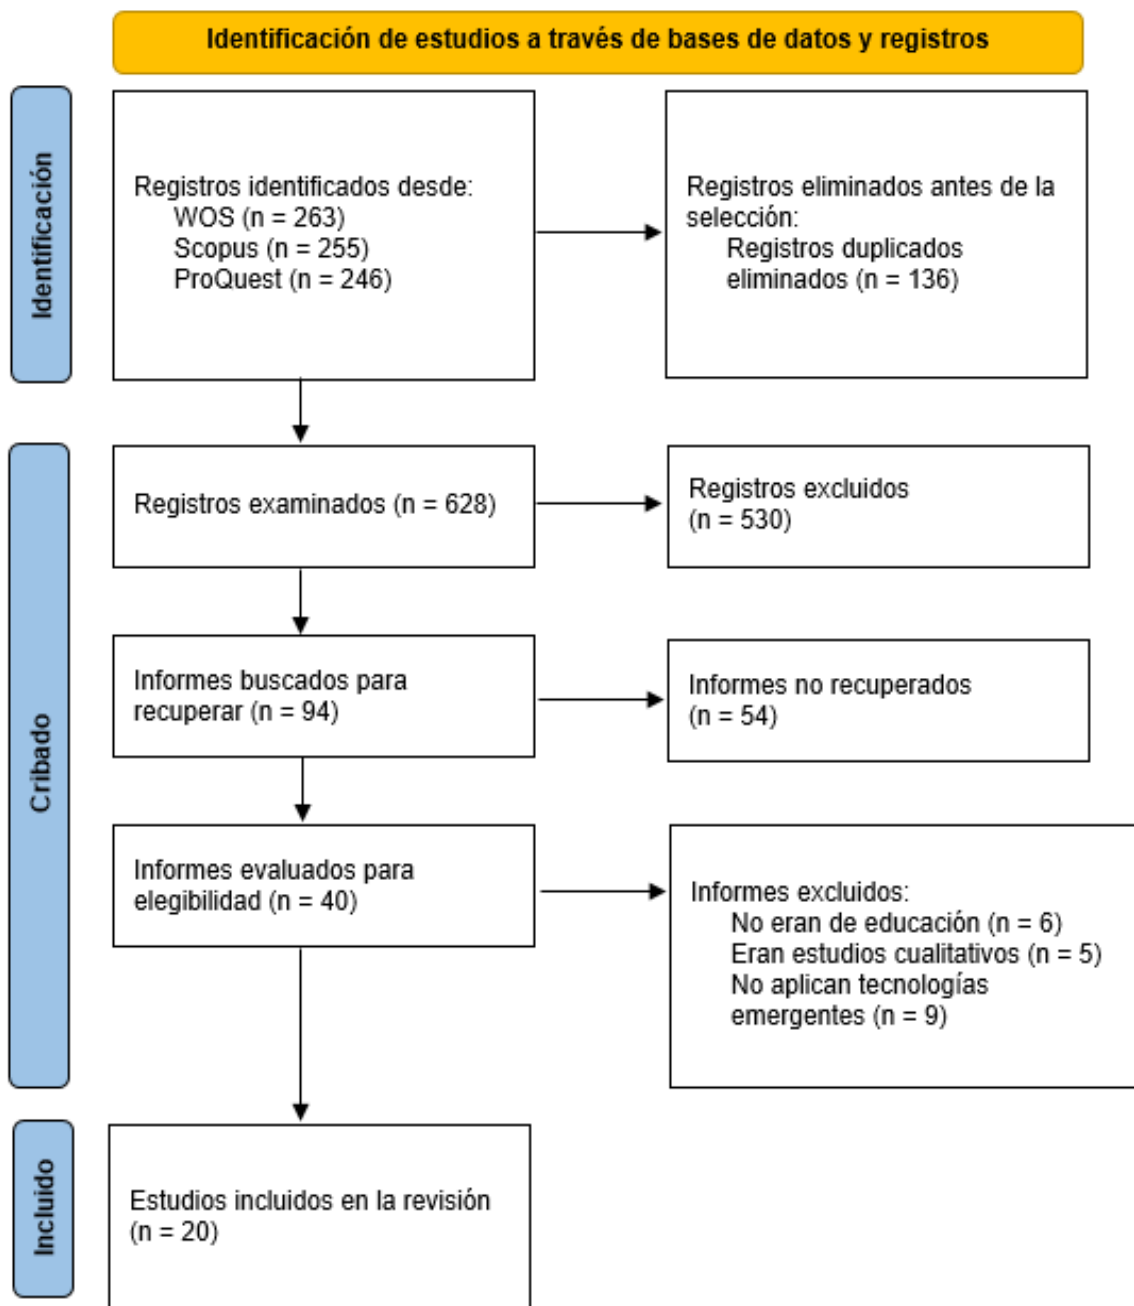 Identificación de estudios a través de bases de datos y registros
Identificación
Registros identificados desde:
WOS (n = 263)
Scopus (n = 255)
ProQuest (n = 246)
Registros eliminados antes de la
selección:
Registros duplicados
eliminados (n = 136)
Cribado
Registros examinados (n = 628)
Registros excluidos
(n = 530)
Informes buscados para
recuperar (n = 94)
Informes no recuperados
(n = 54)
Informes evaluados para
elegibilidad (n = 40)
Informes excluidos:
No eran de educación (n = 6)
Eran estudios cualitativos (n = 5)
No aplican tecnologías
emergentes (n = 9)
Incluido
Estudios incluidos en la revisión
(n = 20)